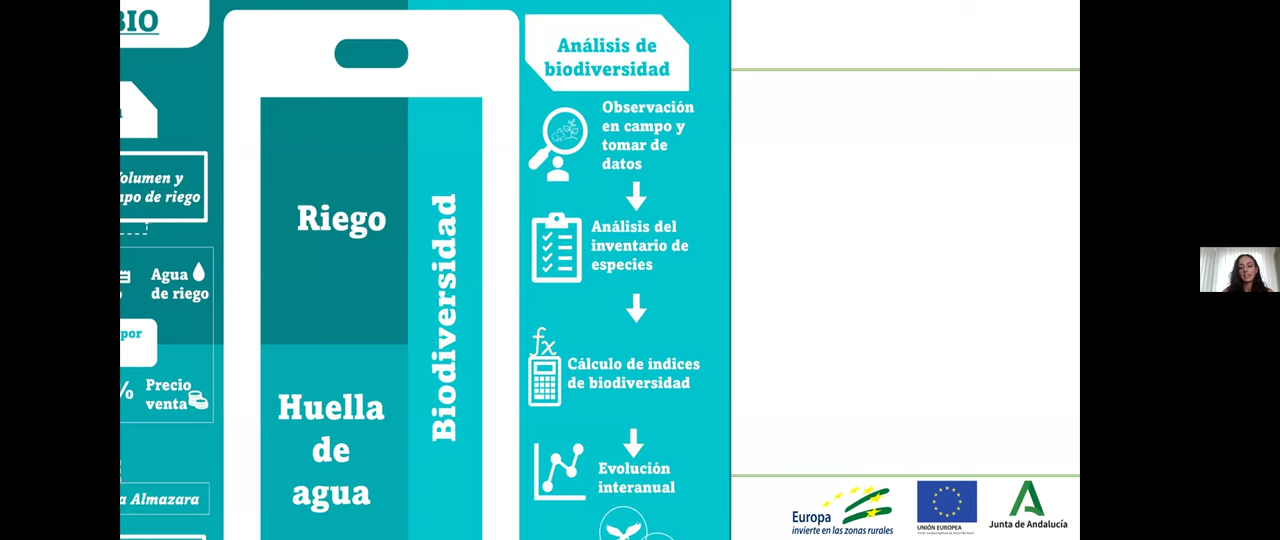 BIO
Volumen y
mpo de riego
Agua
de riego
por
%
Precio
venta
a Almazara
Riego
Huella
de
agua
Biodiversidad
Análisis de
biodiversidad
Observación
en campo y
tomar de
datos
Análisis del
inventario de
especies
fx
Cálculo de índices
de biodiversidad
Evolución
interanual
Europa
invierte en las zonas rurales
UNIÓN EUROPEA
Junta de Andalucía